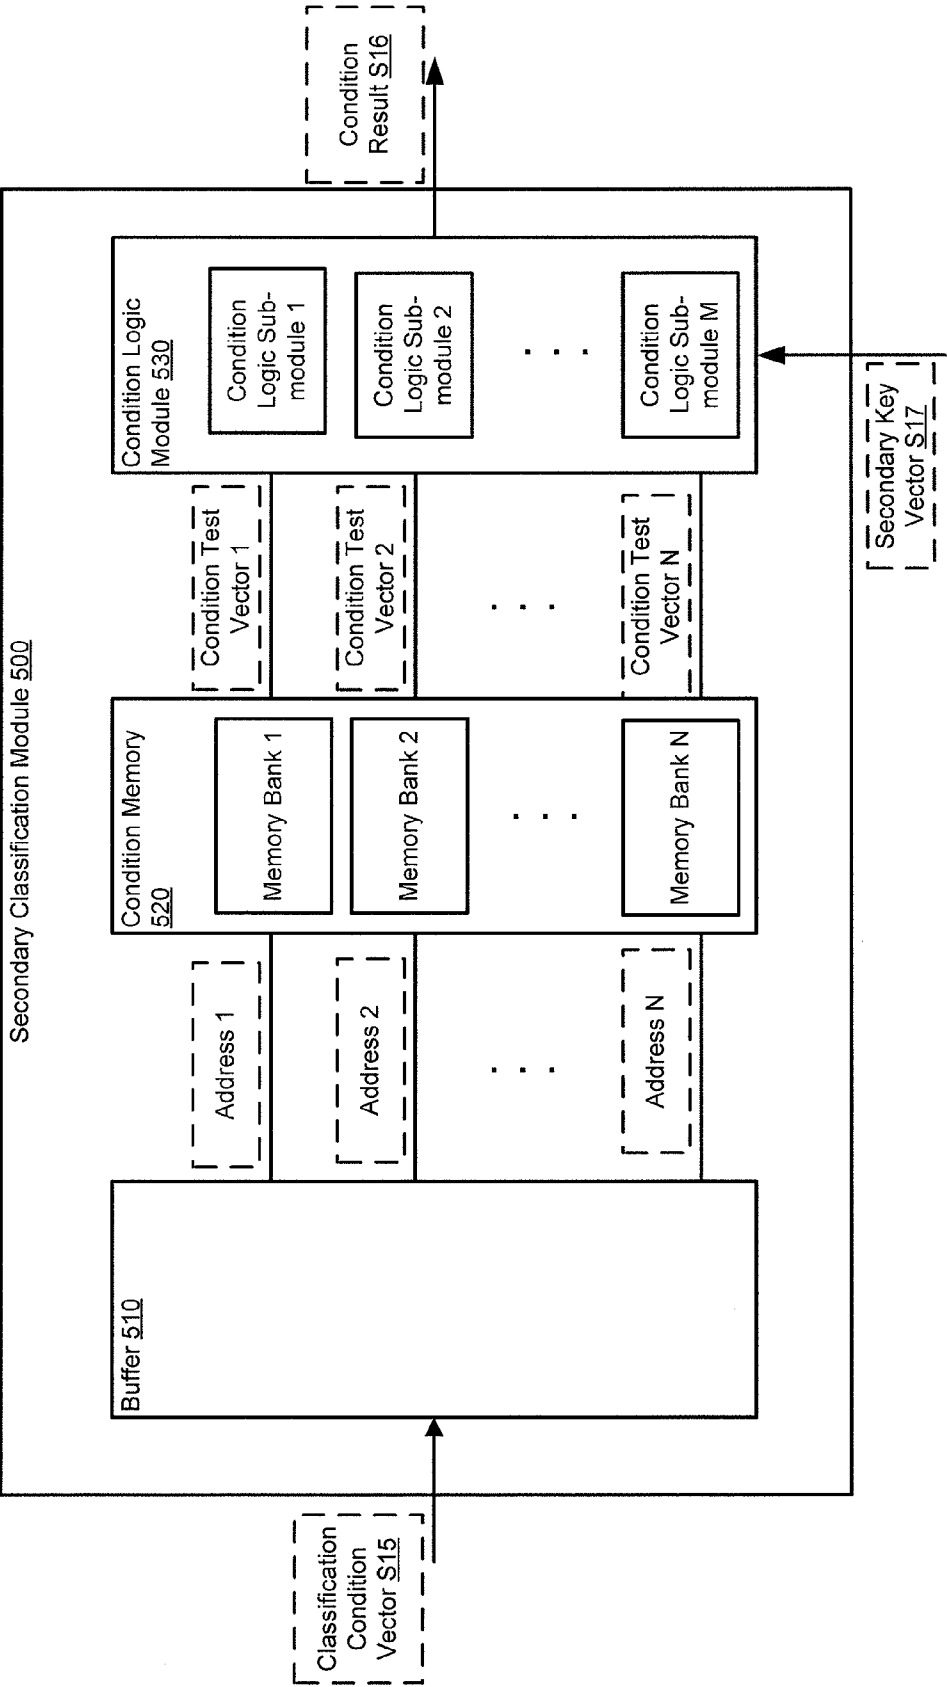 Secondary Classification Module 500
Classification
Condition
Vector S15
Buffer 510
Address 1
Address 2
. . .
Address N
Condition Memory
520
Memory Bank 1
Memory Bank 2
. . .
Memory Bank N
Condition Test
Vector 1
Condition Test
Vector 2
. . .
Condition Test
Vector N
Condition Logic
Module 530
Condition
Logic Sub-
module 1
Condition
Logic Sub-
module 2
. . .
Condition
Logic Sub-
module M
Condition
Result S16
Secondary Key
Vector S17